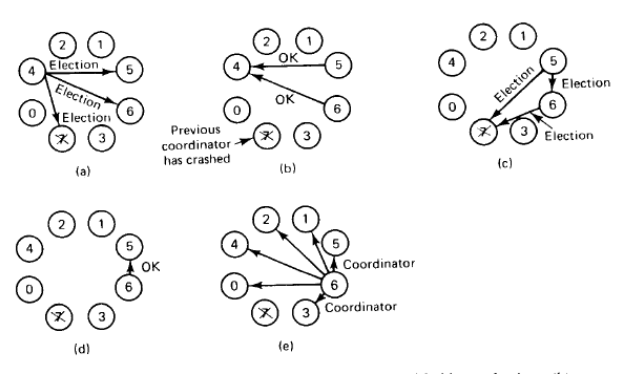 2 1
4 Election 5
Election
0 Election 6
7 3
(a)
2 1
4 OK 5
OK
0 6
Previous
coordinator
has crashed
7 3
(b)
2 1
4 5
Election Election
0 6
7 3 Election
(c)
2 1
4 5
OK
0 6
7 3
(d)
2 1
4 5
Coordinator
0 6
7 3 Coordinator
(e)